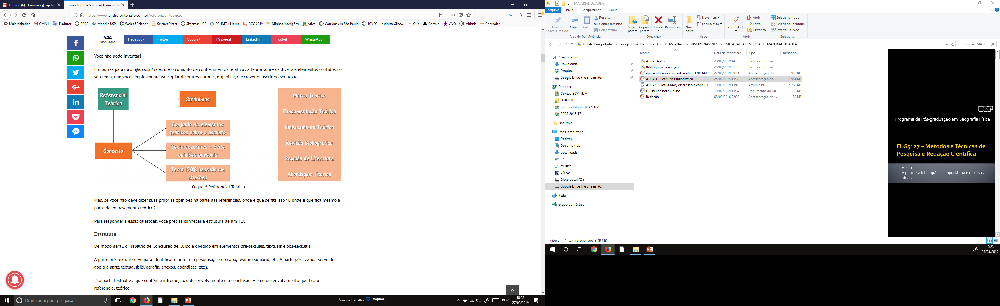 Entrada (6) - biancacv@usp.br
Como Fazer Referencial Teorico - G
https://www.andrefontenelle.com.br/referencial-teorico/
Mais visitados GMAIL Tradutor PPGF Moodle USP Web of Science ScienceDirect Sistemas USP DFHM7 :: Home RCG 2019 Minhas Inscrições Ativo Corridas em São Paulo IGVEC - Instituto Gilso... OLX Garmin VIVO Airbnb Chevrolet
544
SEGUINDO
Facebook Twitter Google+ Pinterest LinkedIn Pocket WhatsApp
Você não pode inventar!
Em outras palavras, referencial teórico é o conjunto de conhecimentos relativos à teoria sobre os diversos elementos contidos no
seu tema, que você simplesmente vai copiar de outros autores, organizar, descrever e inserir no seu texto.
Referencial
Teórico
Sinônimos
Marco Teórico
Fundamentação Teórica
Embasamento Teórico
Revisão Bibliográfica
Revisão de Literatura
Abordagem Teórica
Conceito
Conjunto de elementos
teóricos sobre o assunto
Texto descritivo – Evite
opiniões pessoais
Texto 100% baseado em
citações
O que é Referencial Teórico
Mas, se você não deve dizer suas próprias opiniões na parte das referências, onde é que se faz isso? E onde é que fica mesmo a
parte de embasamento teórico?
Para responder a essas questões, você precisa conhecer a estrutura de um TCC.
Estrutura
De modo geral, o Trabalho de Conclusão de Curso é dividido em elementos pré-textuais, textuais e pós-textuais.
A parte pré-textual serve para identificar o autor e a pesquisa, como capa, resumo sumário, etc. A parte pós-textual serve de
apoio à parte textual (bibliografia, anexos, apêndices, etc.).
Já a parte textual é a que contém a introdução, o desenvolvimento e a conclusão. E é no desenvolvimento que fica o
referencial teórico.
Digite aqui para pesquisar
Área de Trabalho
Dropbox
POR
10:23
27/03/2019
MATERIAL DE AULA
Arquivo Início Compartilhar Exibir
Fixar no
Acesso rápido
Copiar
Colar
Recortar
Copiar caminho
Colar atalho
Área de Transferência
Mover
para
Copiar
para
Excluir
Renomear
Organizar
Nova
pasta
Novo item
Fácil acesso
Novo
Propriedades
Abrir
Editar
Histórico
Abrir
Selecionar tudo
Selecionar nenhum
Inverter seleção
Selecionar
Este Computador > Google Drive File Stream (G:) > Meu Drive > DISCIPLINAS_2019 > INICIAÇÃO A PESQUISA > MATERIAL DE AULA
Pesquisar MATE...
Acesso rápido
Downloads
Dropbox
Google Drive File Stream (G:)
Dropbox
Contas_BCV_TDM
FOTOS 01
Geomorfologia_Bia&TDM
PPGF 2015-17
OneDrive
Este Computador
Desktop
Documentos
Downloads
F:\
Música
Vídeos
Disco Local (C:)
Google Drive File Stream (G:)
Rede
Grupo doméstico
Nome Data de modificaç... Tipo Tamanho
Apoio_Aulas 28/02/2019 14:32 Pasta de arquivos
Bibliografia _Iniciação I 26/02/2019 21:12 Pasta de arquivos
apresentacaorevisaosistematica-1209140... 27/03/2019 09:11 Apresentação do ... 915 KB
AULA 1 - Pesquisa Bibliográfica 25/08/2015 15:18 Apresentação do ... 3.581 KB
AULA 9 - Resultados, discussão e conclus... 19/02/2019 15:49 Arquivo PDF 5.780 KB
Curso End note Online 19/02/2019 15:34 Documento do Mi... 19 KB
Redação 08/03/2016 22:20 Apresentação do ... 82 KB
USP
Programa de Pós-graduação em Geografia Física
FLG5127 – Métodos e Técnicas de
Pesquisa e Redação Científica
Aula 1
A pesquisa bibliográfica: importância e recursos
atuais
7 itens 1 item selecionado 3,49 MB
10:23
27/03/2019